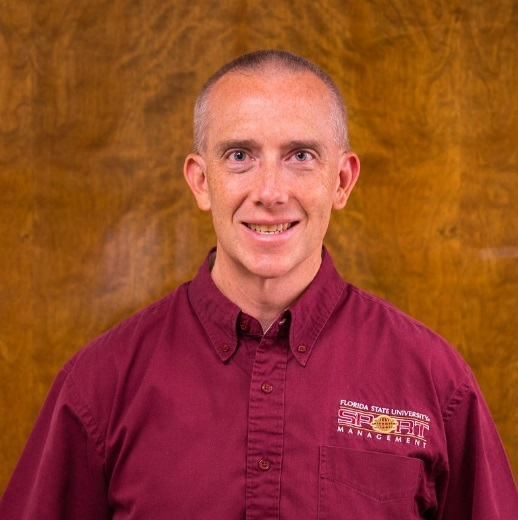 FLORIDA STATE UNIVERSITY
SPORT
MANAGEMENT